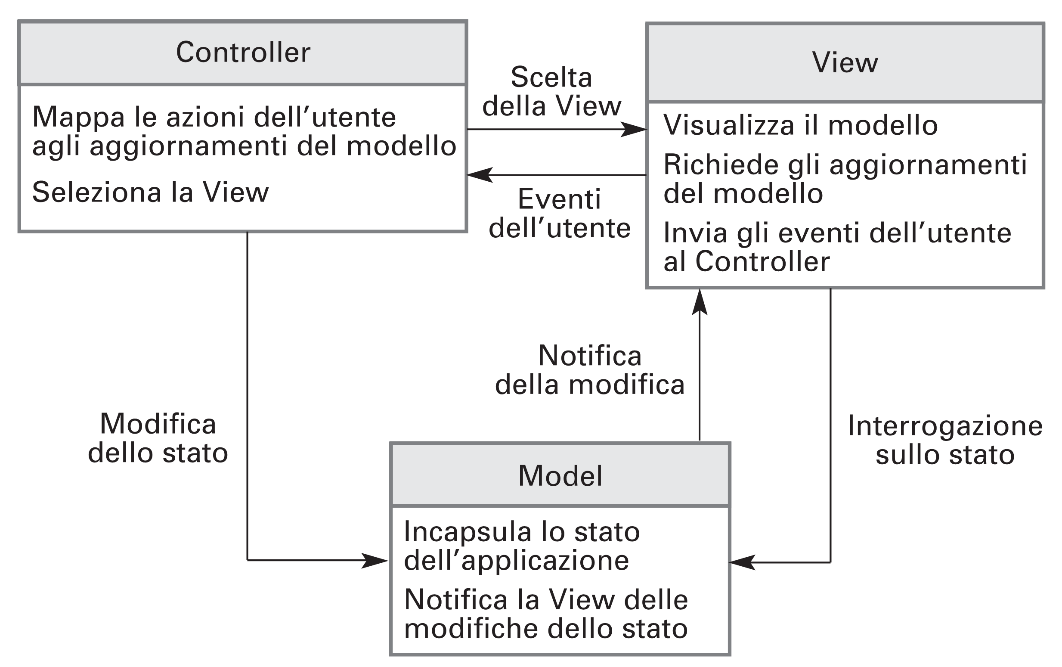 Controller
Mappa le azioni dell'utente
agli aggiornamenti del modello
Seleziona la View
Scelta
della View
Eventi
dell'utente
View
Visualizza il modello
Richiede gli aggiornamenti
del modello
Invia gli eventi dell'utente
al Controller
Modifica
dello stato
Notifica
della modifica
Interrogazione
sullo stato
Model
Incapsula lo stato
dell'applicazione
Notifica la View delle
modifiche dello stato